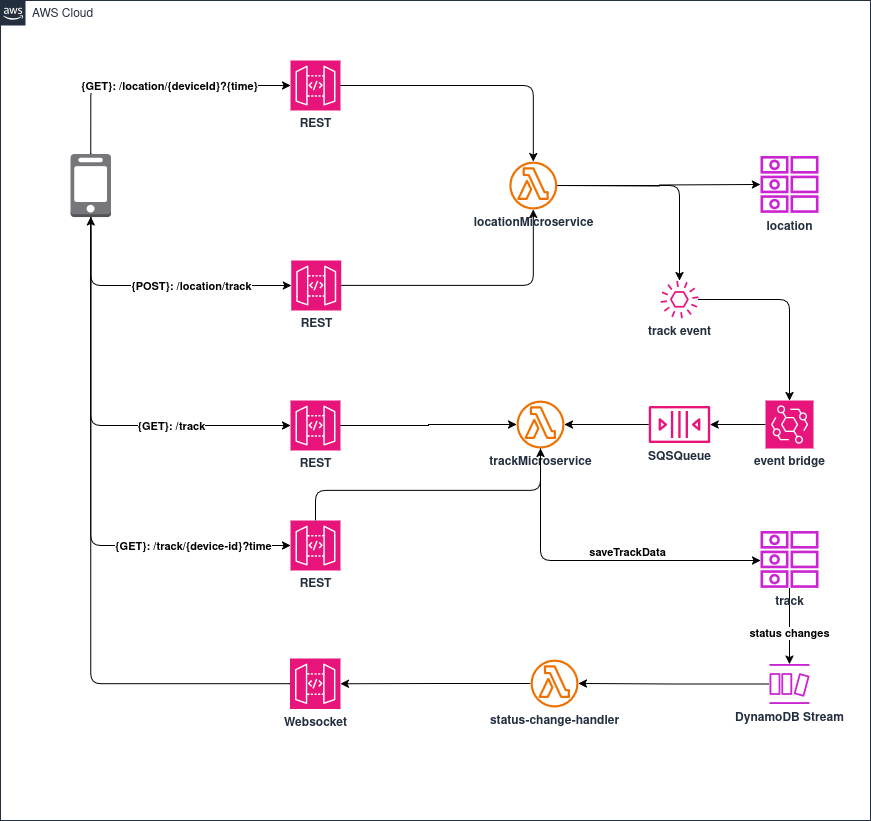 aws
AWS Cloud
{GET}: /location/{deviceId}?{time}
REST
locationMicroservice
location
{POST}: /location/track
REST
track event
{GET}: /track
REST
trackMicroservice
SQSQueue
event bridge
{GET}: /track/{device-id}?time
REST
saveTrackData
track
status changes
Websocket
status-change-handler
DynamoDB Stream